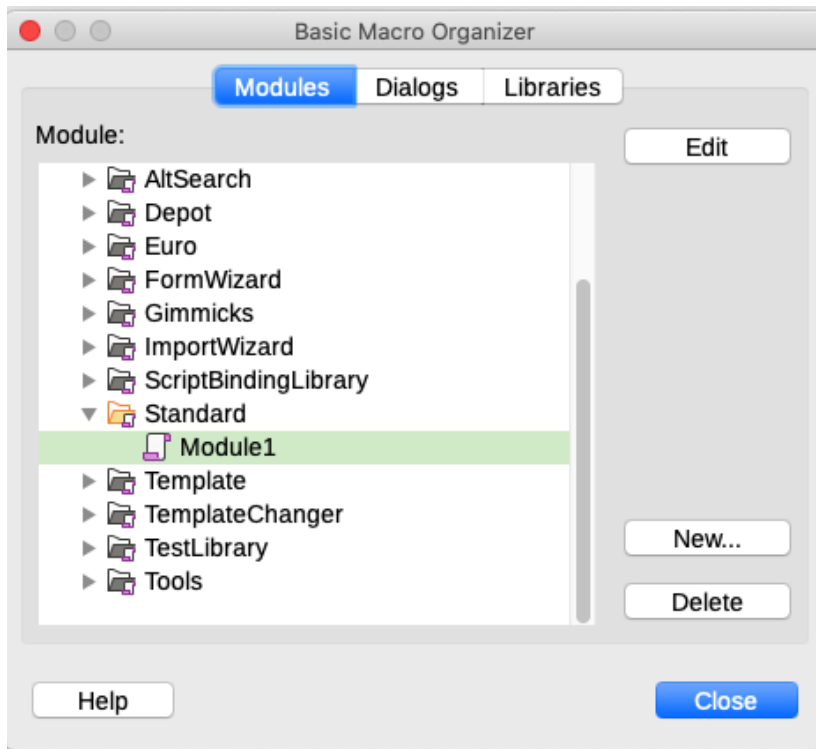 Basic Macro Organizer
Modules Dialogs Libraries
Module:
Edit
AltSearch
Depot
Euro
FormWizard
Gimmicks
ImportWizard
ScriptBindingLibrary
Standard
Module1
Template
TemplateChanger
TestLibrary
Tools
New...
Delete
Help
Close